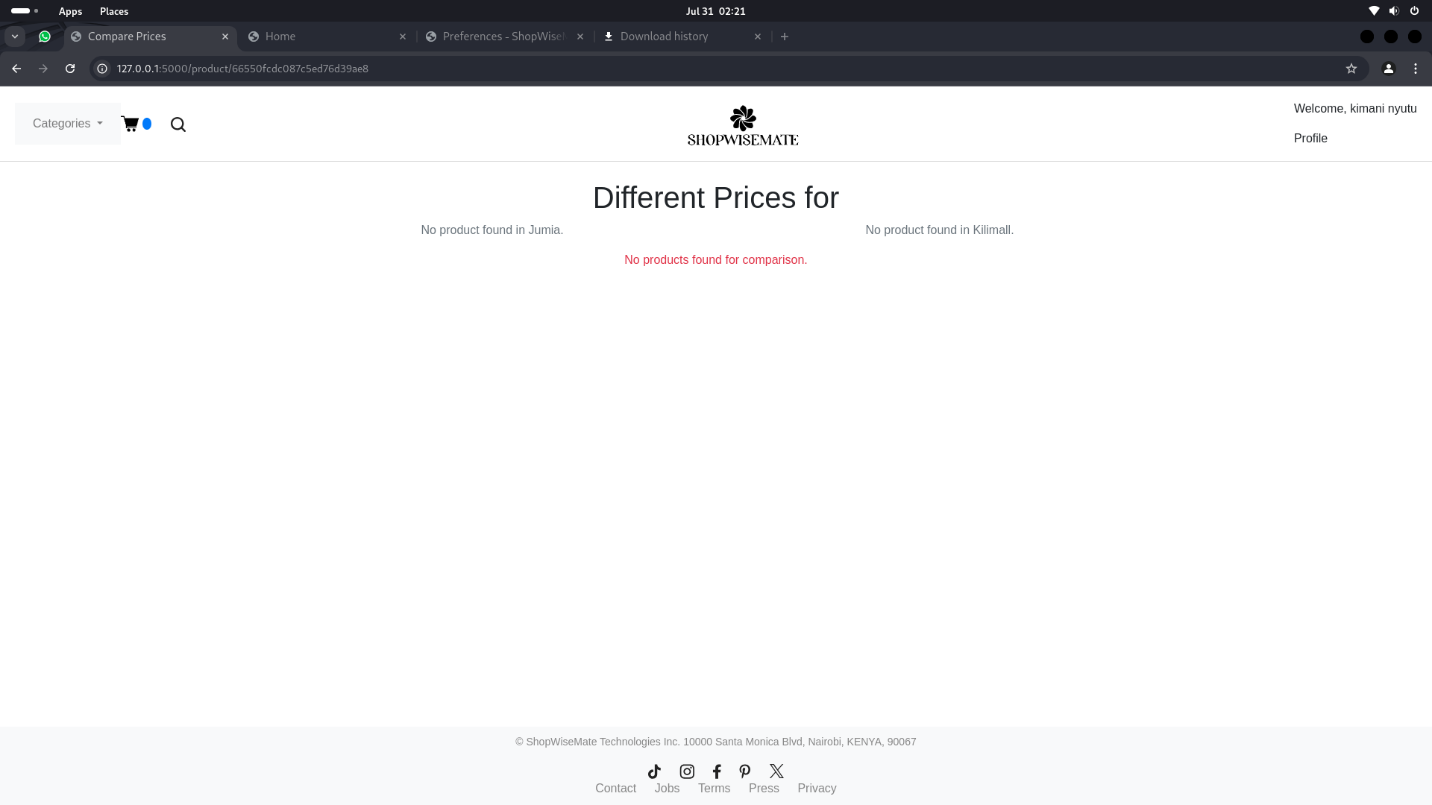 Apps Places Jul 31 02:21
Compare Prices Home Preferences - ShopWiseM Download history
127.0.0.1:5000/product/66550fcdc087c5ed76d39ae8
Categories
SHOPWISEMATE
Welcome, kimani nyutu
Profile
Different Prices for
No product found in Jumia. No product found in Kilimall.
No products found for comparison.
© ShopWiseMate Technologies Inc. 10000 Santa Monica Blvd, Nairobi, KENYA, 90067
Contact Jobs Terms Press Privacy